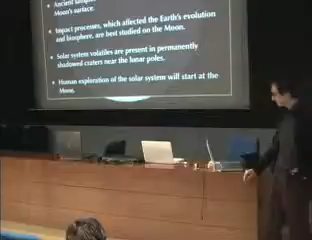 • Ancient
Moon's surface.
• Impact processes, which affected the Earth's evolution
and biosphere, are best studied on the Moon.
• Solar system volatiles are present in permanently
shadowed craters near the lunar poles.
• Human exploration of the solar system will start at the
Moon.